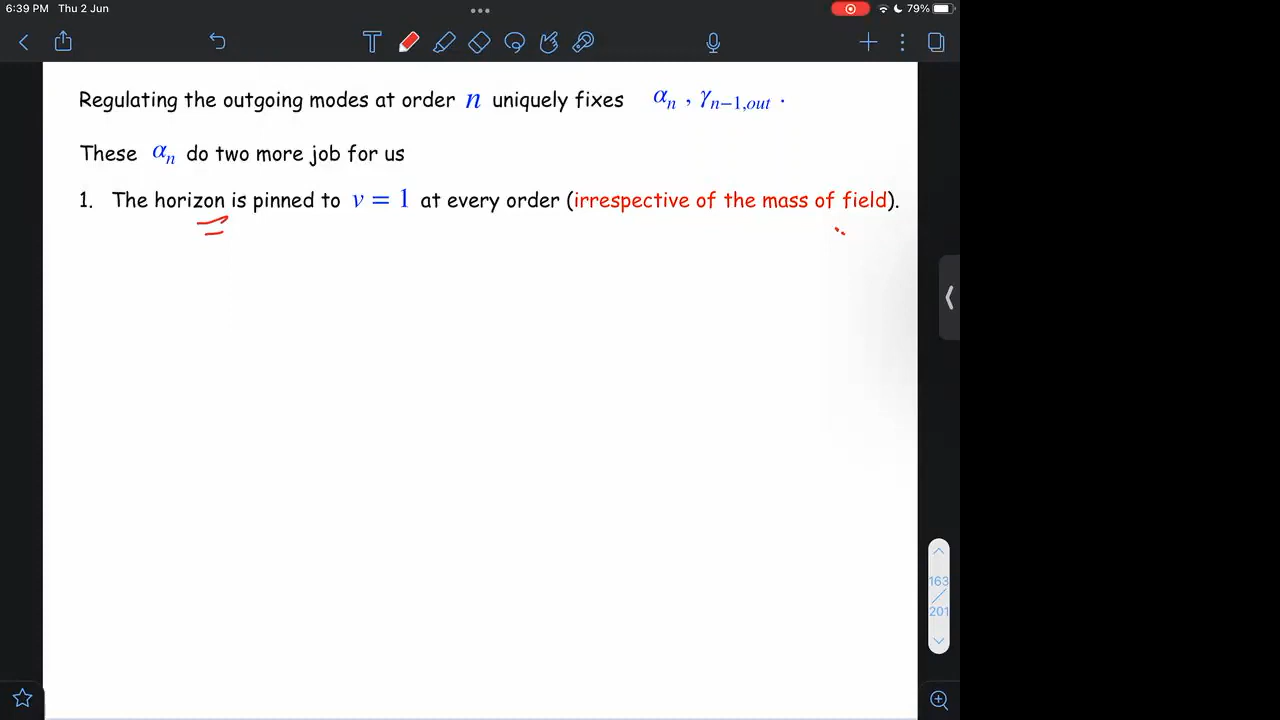 6:39 PM Thu 2 Jun
79%
Regulating the outgoing modes at order n uniquely fixes αₙ , γₙ₋₁,out .
These αₙ do two more job for us
1. The horizon is pinned to v = 1 at every order (irrespective of the mass of field).
163
201